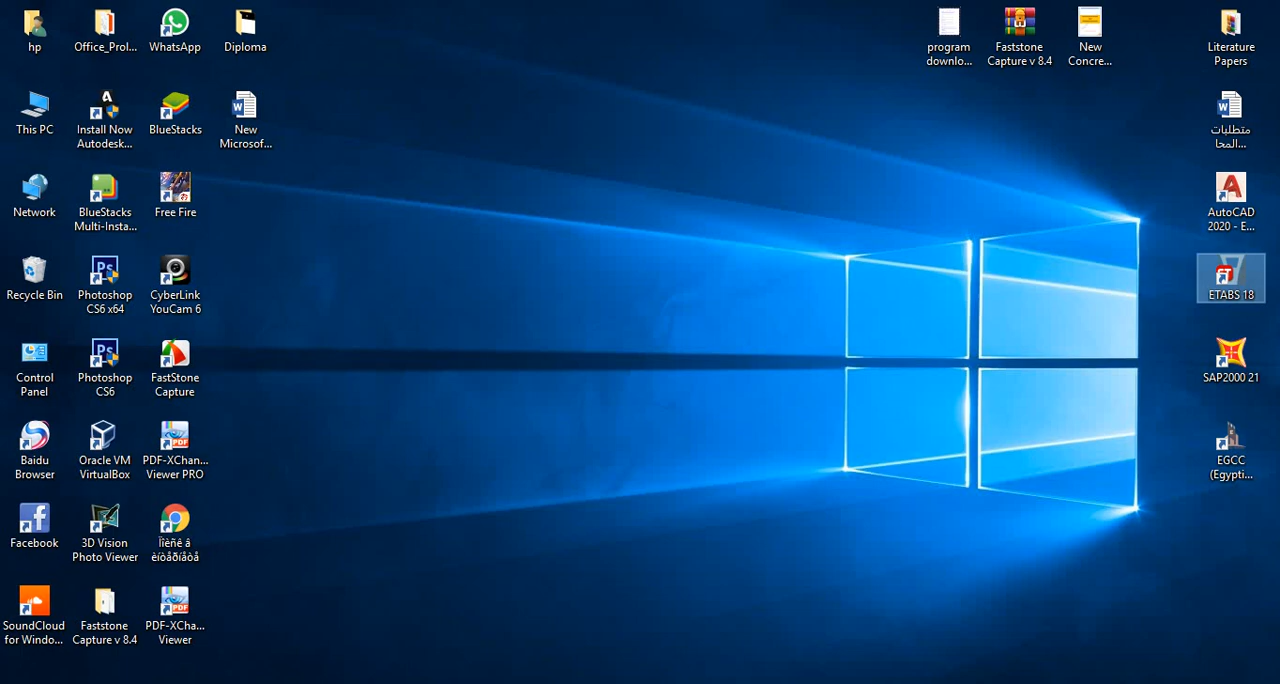 hp
Office_Prol...
WhatsApp
Diploma
program
downlo...
Faststone
Capture v 8.4
New
Concre...
Literature
Papers
This PC
Install Now
Autodesk...
BlueStacks
New
Microsof...
متطلبات
المحا...
Network
BlueStacks
Multi-Insta...
Free Fire
AutoCAD
2020 - E...
Recycle Bin
Photoshop
CS6 x64
CyberLink
YouCam 6
ETABS 18
Control
Panel
Photoshop
CS6
FastStone
Capture
SAP2000 21
Baidu
Browser
Oracle VM
VirtualBox
PDF-XChan...
Viewer PRO
EGCC
(Egypti...
Facebook
3D Vision
Photo Viewer
Ïîèñê â
èíòåðíåòå
SoundCloud
for Windo...
Faststone
Capture v 8.4
PDF-XCha...
Viewer